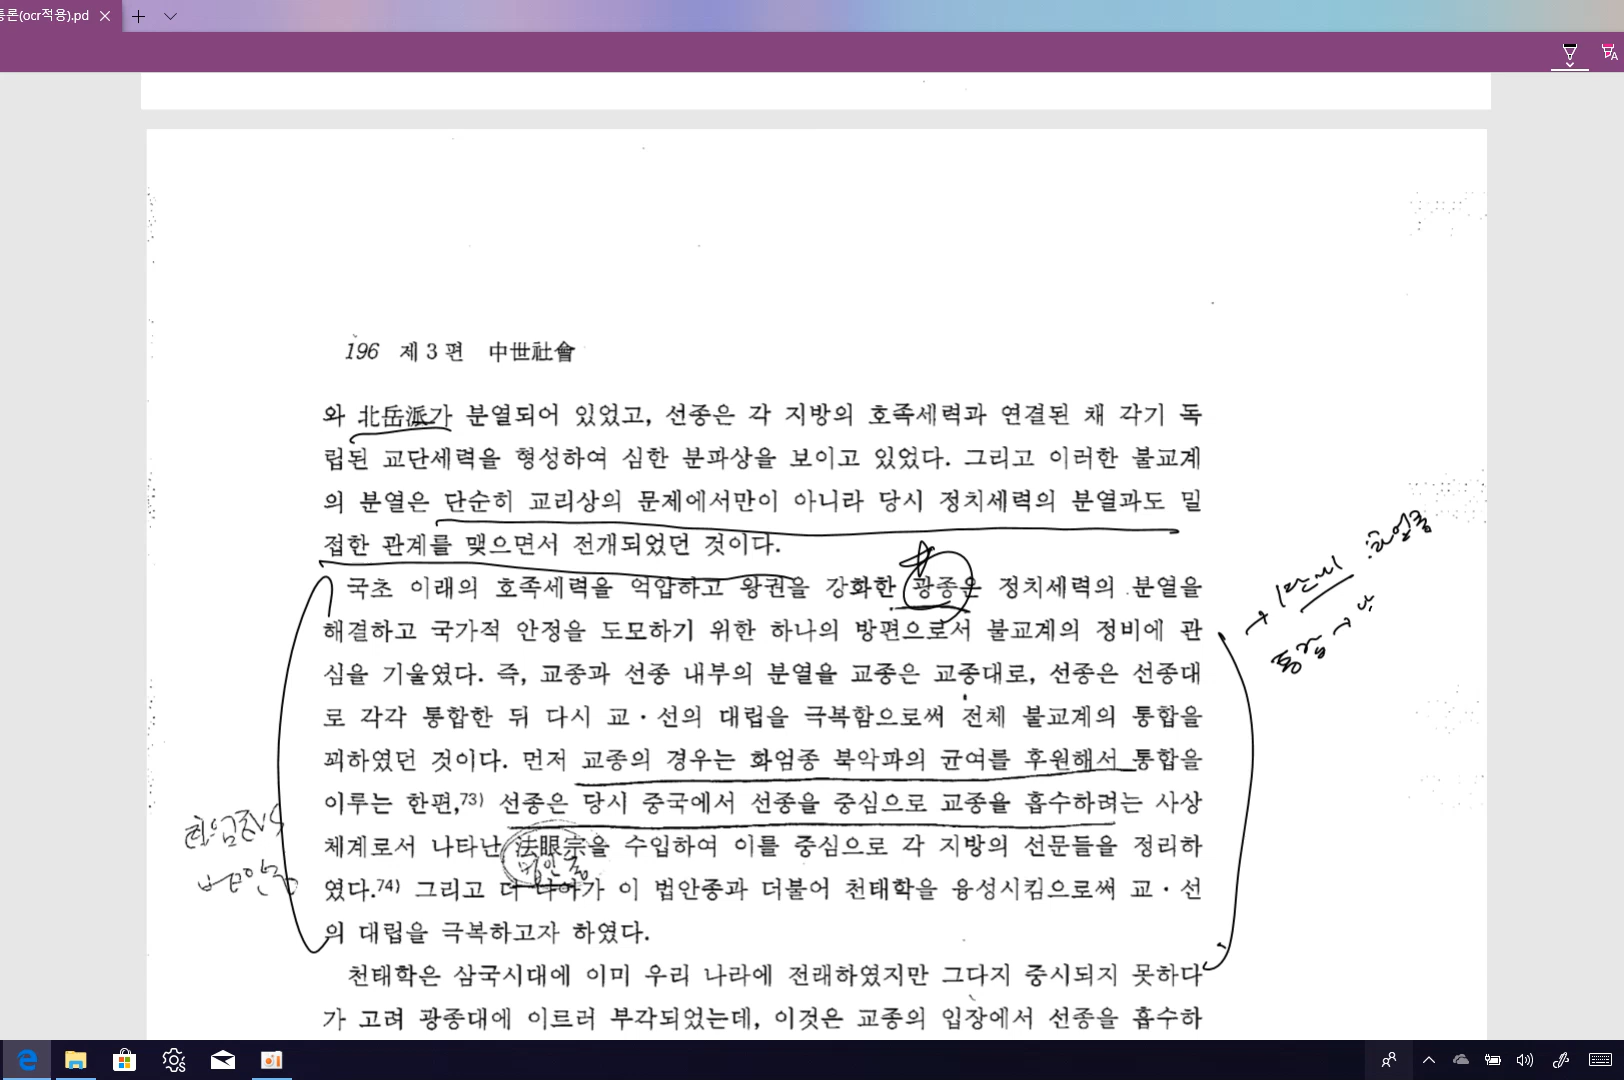 통론(ocr적용).pd
196 제3편 中世社會
와 北岳派가 분열되어 있었고, 선종은 각 지방의 호족세력과 연결된 채 각기 독
립된 교단세력을 형성하여 심한 분파상을 보이고 있었다. 그리고 이러한 불교계
의 분열은 단순히 교리상의 문제에서만이 아니라 당시 정치세력의 분열과도 밀
접한 관계를 맺으면서 전개되었던 것이다.
국초 이래의 호족세력을 억압하고 왕권을 강화한 광종은 정치세력의 분열을
해결하고 국가적 안정을 도모하기 위한 하나의 방편으로서 불교계의 정비에 관
심을 기울였다. 즉, 교종과 선종 내부의 분열을 교종은 교종대로, 선종은 선종대
로 각각 통합한 뒤 다시 교·선의 대립을 극복함으로써 전체 불교계의 통합을
꾀하였던 것이다. 먼저 교종의 경우는 화엄종 북악파의 균여를 후원해서 통합을
이루는 한편,73) 선종은 당시 중국에서 선종을 중심으로 교종을 흡수하려는 사상
체계로서 나타난 法眼宗을 수입하여 이를 중심으로 각 지방의 선문들을 정리하
법안종
였다.74) 그리고 더 나아가 이 법안종과 더불어 천태학을 융성시킴으로써 교·선
의 대립을 극복하고자 하였다.
천태학은 삼국시대에 이미 우리 나라에 전래하였지만 그다지 중시되지 못하다
가 고려 광종대에 이르러 부각되었는데, 이것은 교종의 입장에서 선종을 흡수하
화엄종VS
법안종